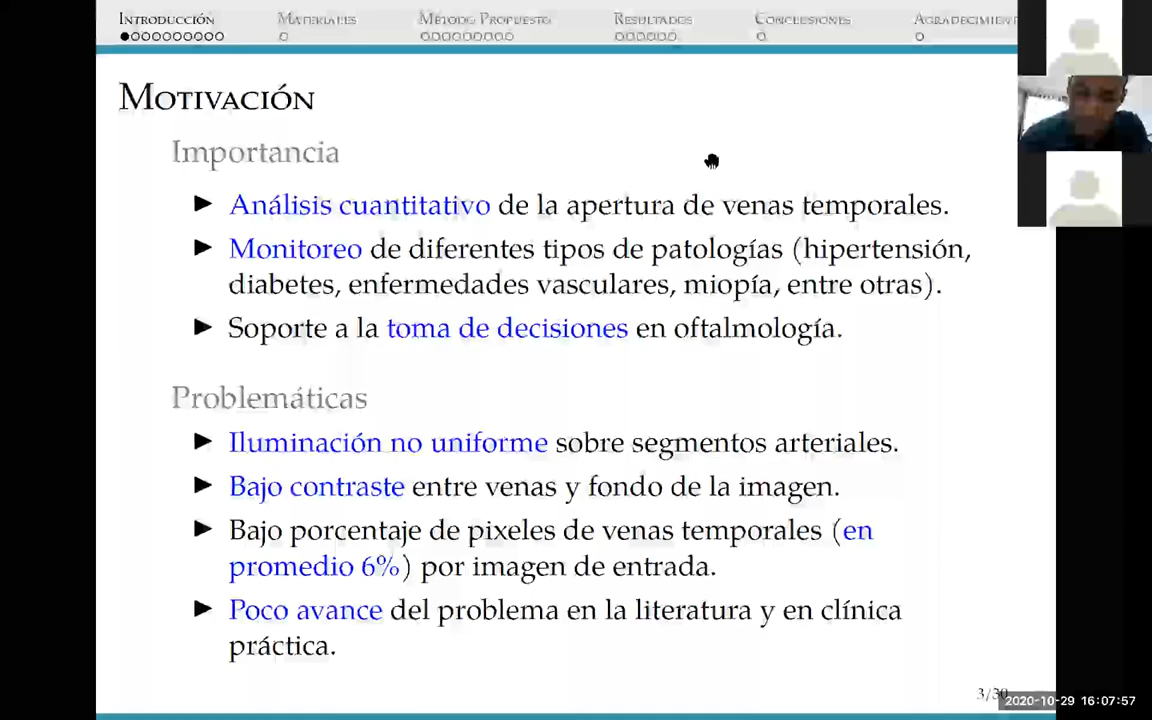 Introducción Materiales Método Propuesto Resultados Conclusiones
Motivación
Importancia
Análisis cuantitativo de la apertura de venas temporales.
Monitoreo de diferentes tipos de patologías (hipertensión,
diabetes, enfermedades vasculares, miopía, entre otras).
Soporte a la toma de decisiones en oftalmología.
Problemáticas
Iluminación no uniforme sobre segmentos arteriales.
Bajo contraste entre venas y fondo de la imagen.
Bajo porcentaje de pixeles de venas temporales (en
promedio 6%) por imagen de entrada.
Poco avance del problema en la literatura y en clínica
práctica.
3/30
2020-10-29 16:07:57